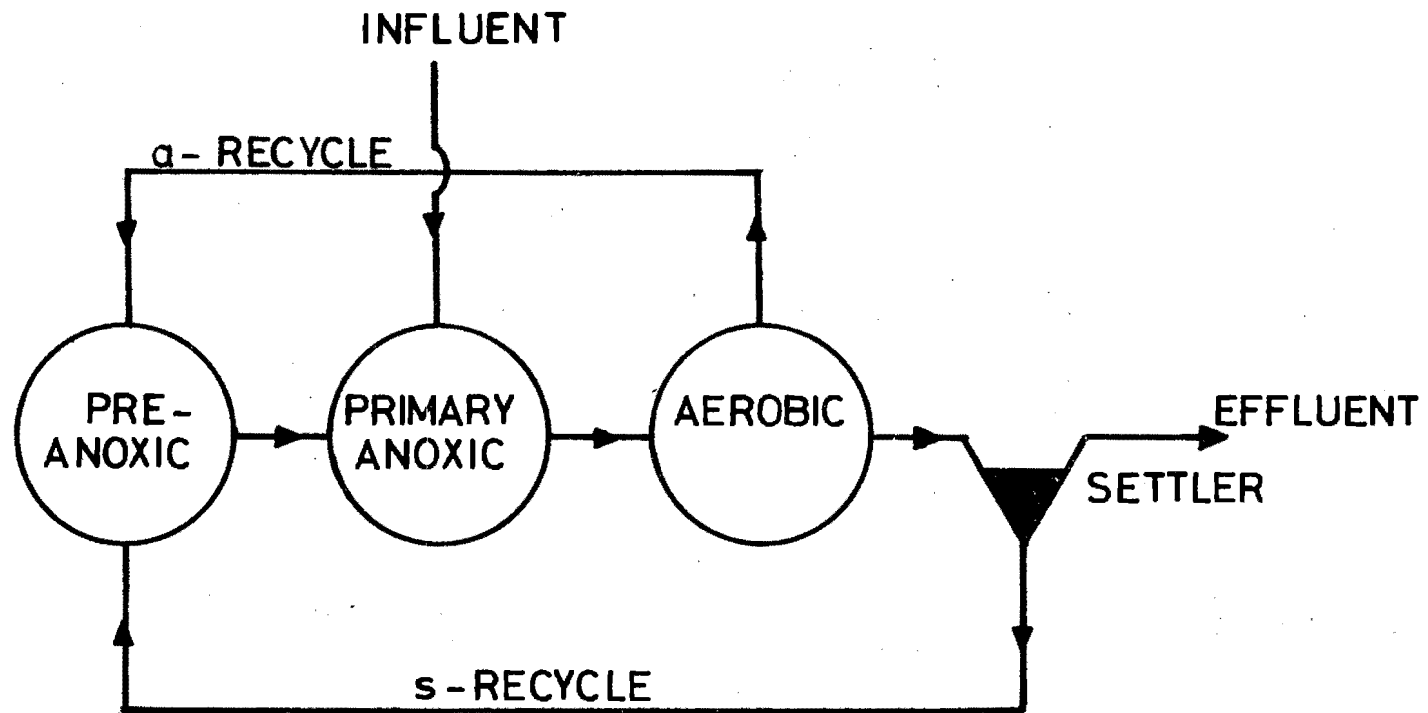 INFLUENT
a-RECYCLE
PRE-
ANOXIC
PRIMARY
ANOXIC
AEROBIC
EFFLUENT
SETTLER
s-RECYCLE